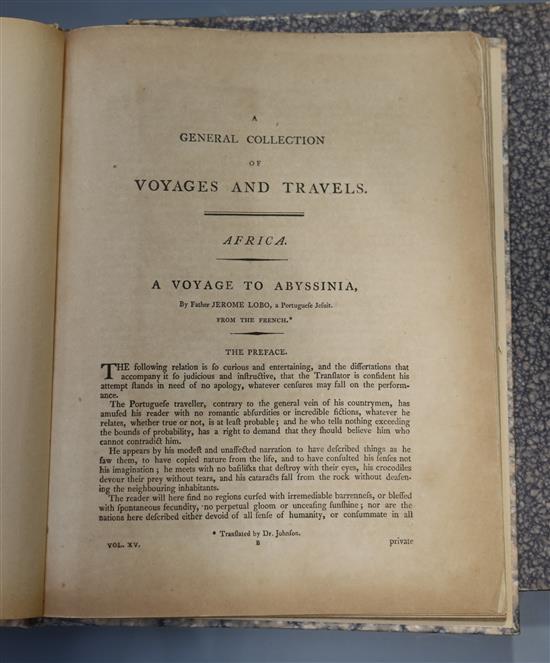 A
GENERAL COLLECTION
OF
VOYAGES AND TRAVELS.
AFRICA.
A VOYAGE TO ABYSSINIA,
By Father JEROME LOBO, a Portugueſe Jeſuit.
FROM THE FRENCH.*
THE PREFACE.
THE following relation is ſo curious and entertaining, and the diſſertations that
accompany it ſo judicious and inſtructive, that the Tranſlator is confident his
attempt ſtands in need of no apology, whatever cenſures may fall on the perform-
ance.
The Portugueſe traveller, contrary to the general vein of his countrymen, has
amuſed his reader with no romantic abſurdities or incredible fictions, whatever he
relates, whether true or not, is at leaſt probable; and he who tells nothing exceeding
the bounds of probability, has a right to demand that they ſhould believe him who
cannot contradict him.
He appears by his modeſt and unaffected narration to have deſcribed things as he
ſaw them, to have copied nature from the life, and to have conſulted his ſenſes not
his imagination; he meets with no baſiliſks that deſtroy with their eyes, his crocodiles
devour their prey without tears, and his cataracts fall from the rock without deafen-
ing the neighbouring inhabitants.
The reader will here find no regions curſed with irremediable barrenneſs, or bleſſed
with ſpontaneous fecundity, no perpetual gloom or unceaſing ſunſhine; nor are the
nations here deſcribed either devoid of all ſenſe of humanity, or conſummate in all
* Tranſlated by Dr. Johnſon.
VOL. XV. B private